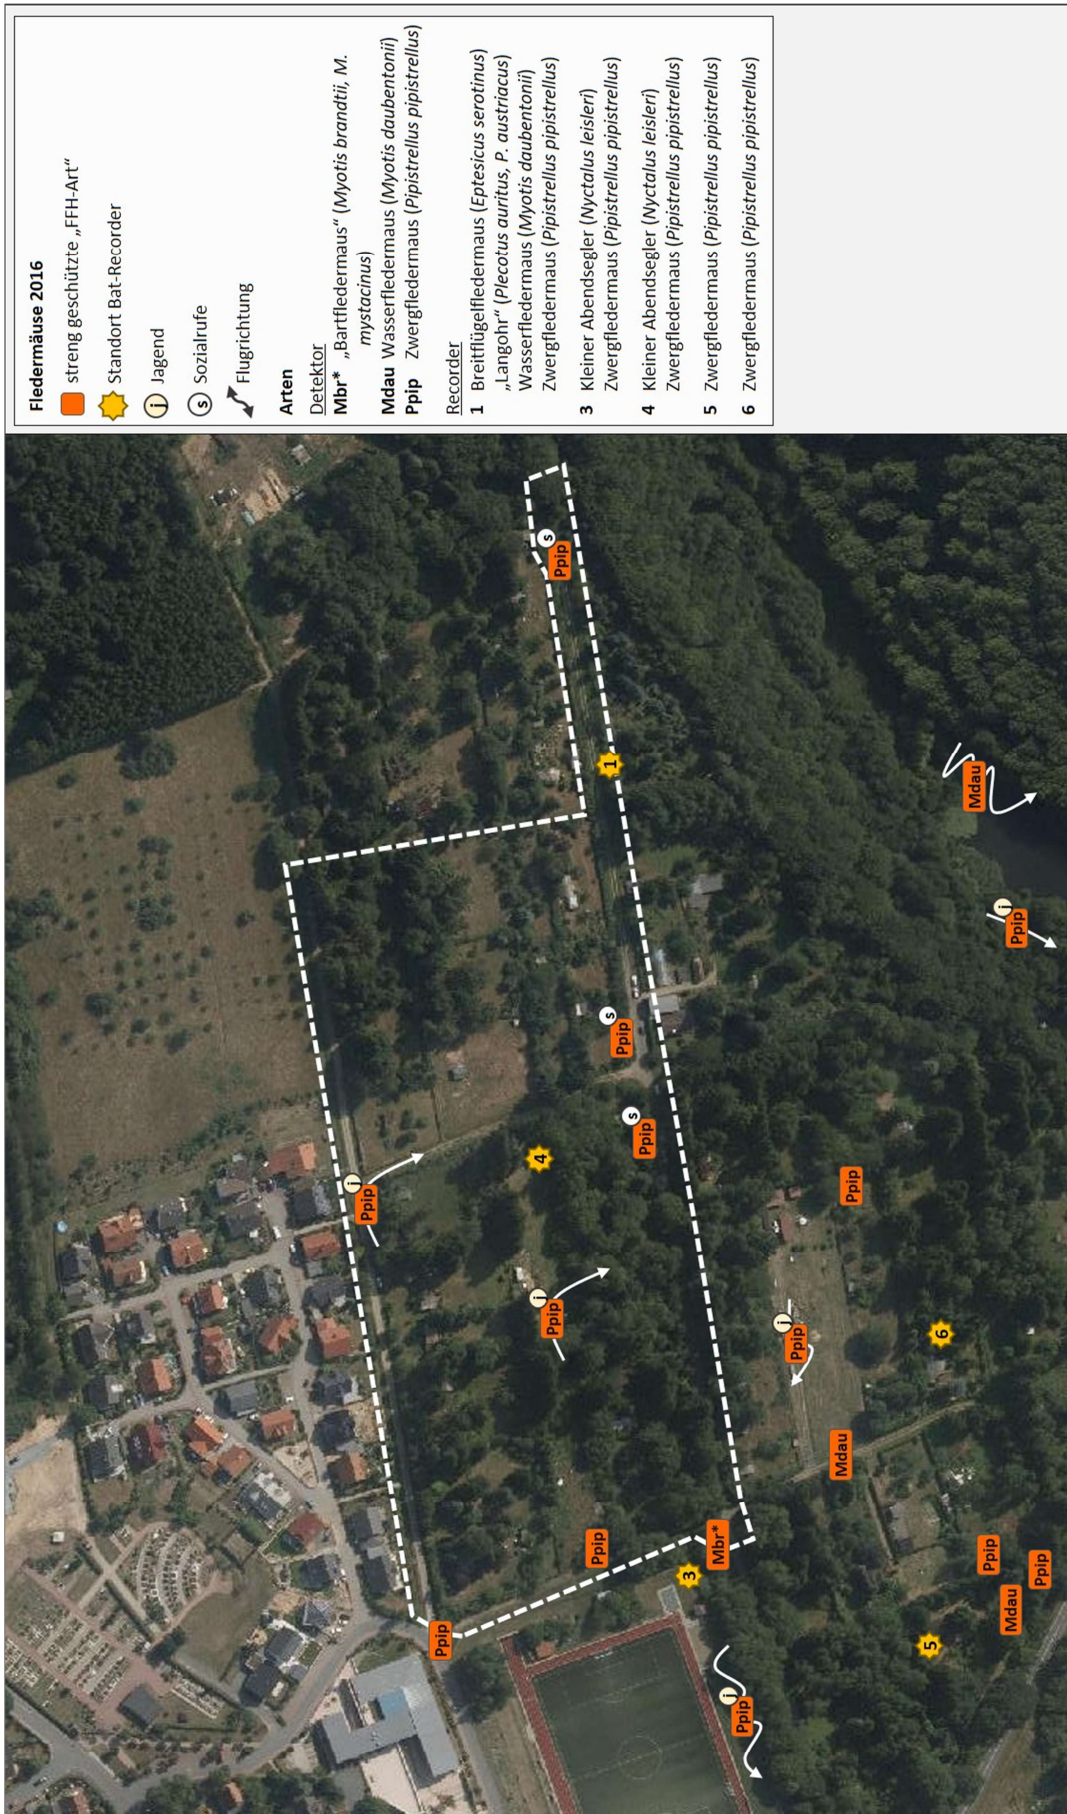 Fledermäuse 2016
streng geschützte „FFH-Art"
Standort Bat-Recorder
j Jagend
s Sozialrufe
Flugrichtung
Arten
Detektor
Mbr* „Bartfledermaus" (Myotis brandtii, M.
mystacinus)
Mdau Wasserfledermaus (Myotis daubentonii)
Ppip Zwergfledermaus (Pipistrellus pipistrellus)
Recorder
1 Breitflügelfledermaus (Eptesicus serotinus)
„Langohr" (Plecotus auritus, P. austriacus)
Wasserfledermaus (Myotis daubentonii)
Zwergfledermaus (Pipistrellus pipistrellus)
3 Kleiner Abendsegler (Nyctalus leisleri)
Zwergfledermaus (Pipistrellus pipistrellus)
4 Kleiner Abendsegler (Nyctalus leisleri)
Zwergfledermaus (Pipistrellus pipistrellus)
5 Zwergfledermaus (Pipistrellus pipistrellus)
6 Zwergfledermaus (Pipistrellus pipistrellus)
j
Ppip
Ppip
j
Ppip
4
s
Ppip
s
Ppip
s
Ppip
1
Ppip
3
Mbr*
j
Ppip
j
Ppip
Mdau
Ppip
5
6
Ppip
Mdau
Ppip
j
Ppip
Mdau